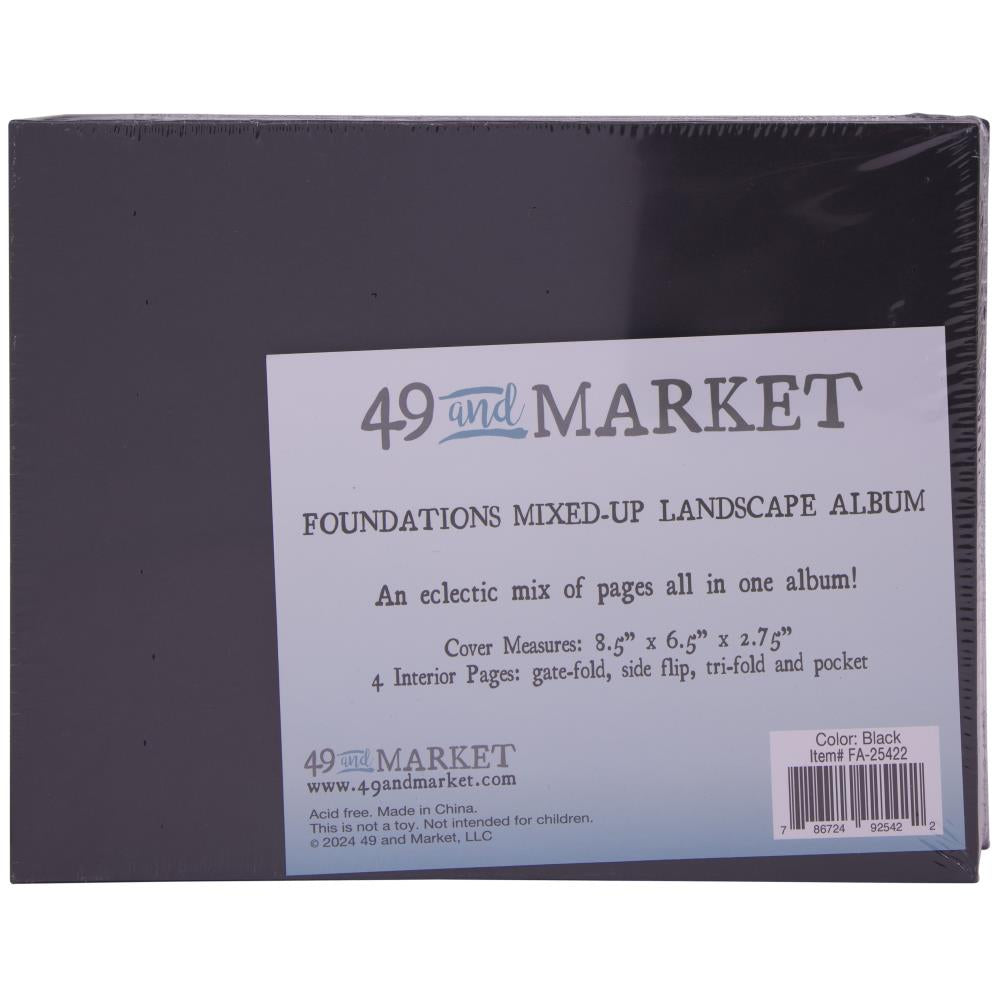 49 and MARKET
FOUNDATIONS MIXED-UP LANDSCAPE ALBUM
An eclectic mix of pages all in one album!
Cover Measures: 8.5” x 6.5” x 2.75”
4 Interior Pages: gate-fold, side flip, tri-fold and pocket
49 and MARKET
www.49andmarket.com
Acid free. Made in China.
This is not a toy. Not intended for children.
© 2024 49 and Market, LLC
Color: Black
Item# FA-25422
7 86724 92542 2